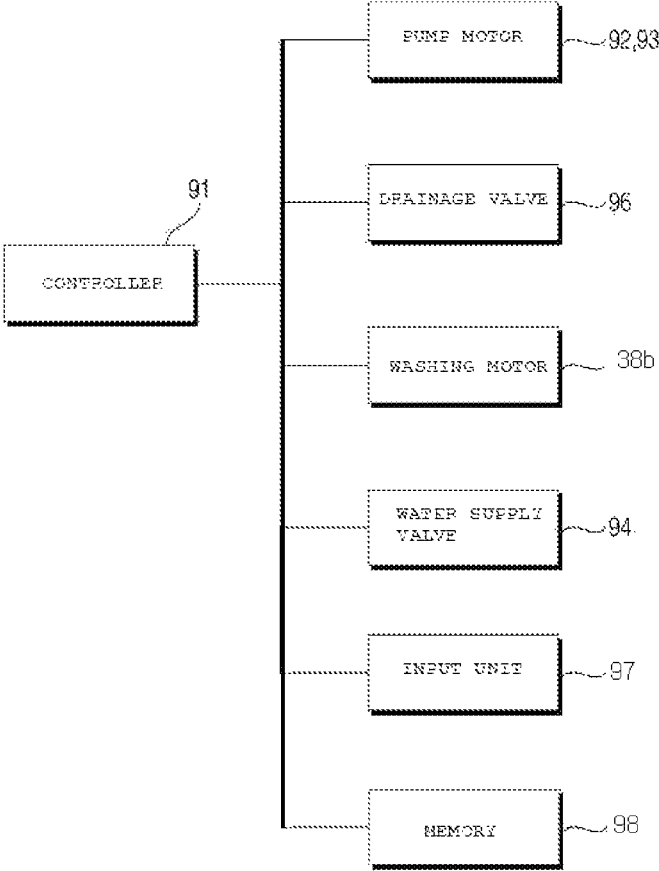 PUMP MOTOR
92,93
DRAINAGE VALVE
96
91
CONTROLLER
WASHING MOTOR
38b
WATER SUPPLY
VALVE
94
INPUT UNIT
97
MEMORY
98